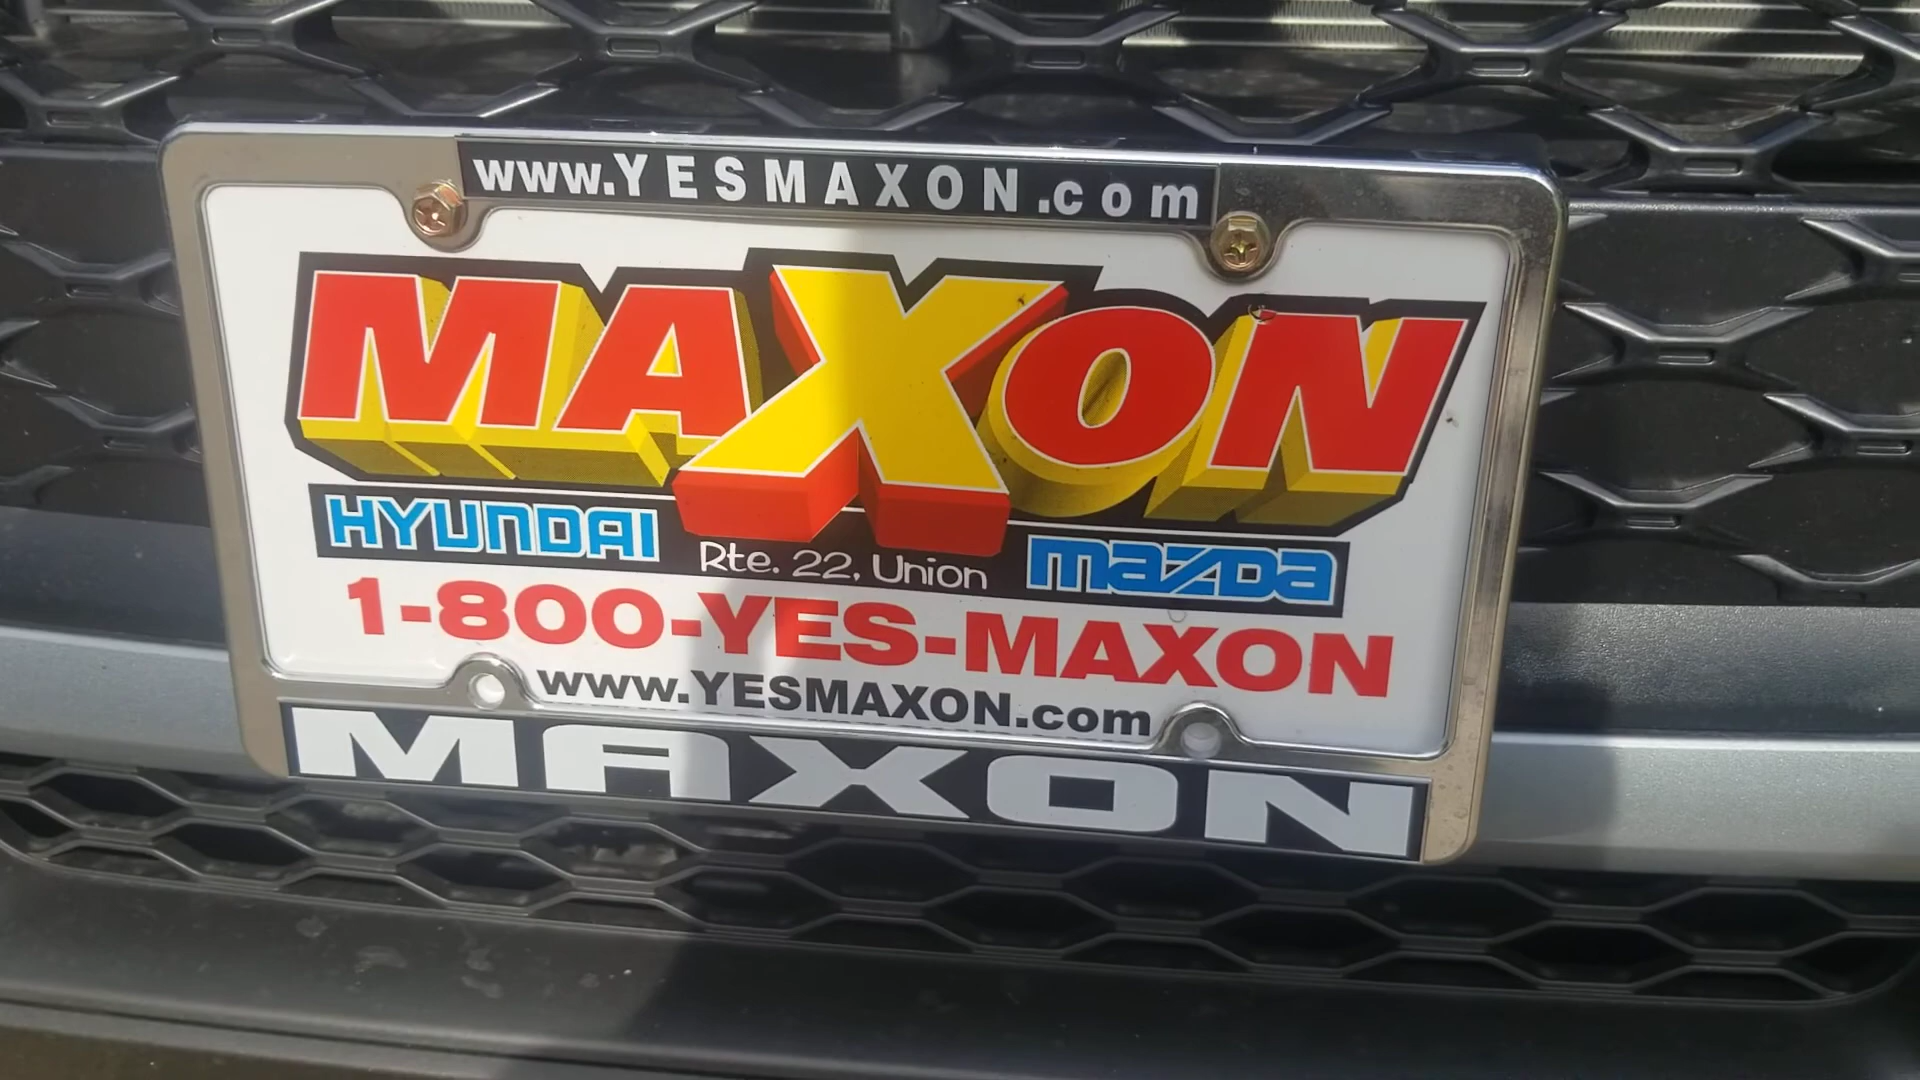 www.YESMAXON.com
MAXON
HYUNDAI
Rte. 22, Union
mazda
1-800-YES-MAXON
www.YESMAXON.com
MAXON